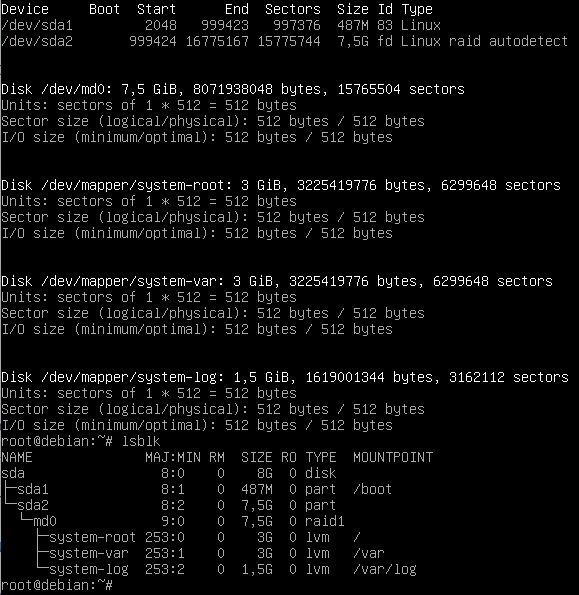 Device     Boot  Start      End  Sectors  Size Id Type
/dev/sda1         2048   999423   997376  487M 83 Linux
/dev/sda2       999424 16775167 15775744  7,5G fd Linux raid autodetect
Disk /dev/md0: 7,5 GiB, 8071938048 bytes, 15765504 sectors
Units: sectors of 1 * 512 = 512 bytes
Sector size (logical/physical): 512 bytes / 512 bytes
I/O size (minimum/optimal): 512 bytes / 512 bytes
Disk /dev/mapper/system-root: 3 GiB, 3225419776 bytes, 6299648 sectors
Units: sectors of 1 * 512 = 512 bytes
Sector size (logical/physical): 512 bytes / 512 bytes
I/O size (minimum/optimal): 512 bytes / 512 bytes
Disk /dev/mapper/system-var: 3 GiB, 3225419776 bytes, 6299648 sectors
Units: sectors of 1 * 512 = 512 bytes
Sector size (logical/physical): 512 bytes / 512 bytes
I/O size (minimum/optimal): 512 bytes / 512 bytes
Disk /dev/mapper/system-log: 1,5 GiB, 1619001344 bytes, 3162112 sectors
Units: sectors of 1 * 512 = 512 bytes
Sector size (logical/physical): 512 bytes / 512 bytes
I/O size (minimum/optimal): 512 bytes / 512 bytes
root@debian:~# lsblk
NAME              MAJ:MIN RM  SIZE RO TYPE  MOUNTPOINT
sda                 8:0    0    8G  0 disk
├─sda1              8:1    0  487M  0 part  /boot
└─sda2              8:2    0  7,5G  0 part
  └─md0             9:0    0  7,5G  0 raid1
    ├─system-root 253:0    0    3G  0 lvm   /
    ├─system-var  253:1    0    3G  0 lvm   /var
    └─system-log  253:2    0  1,5G  0 lvm   /var/log
root@debian:~#